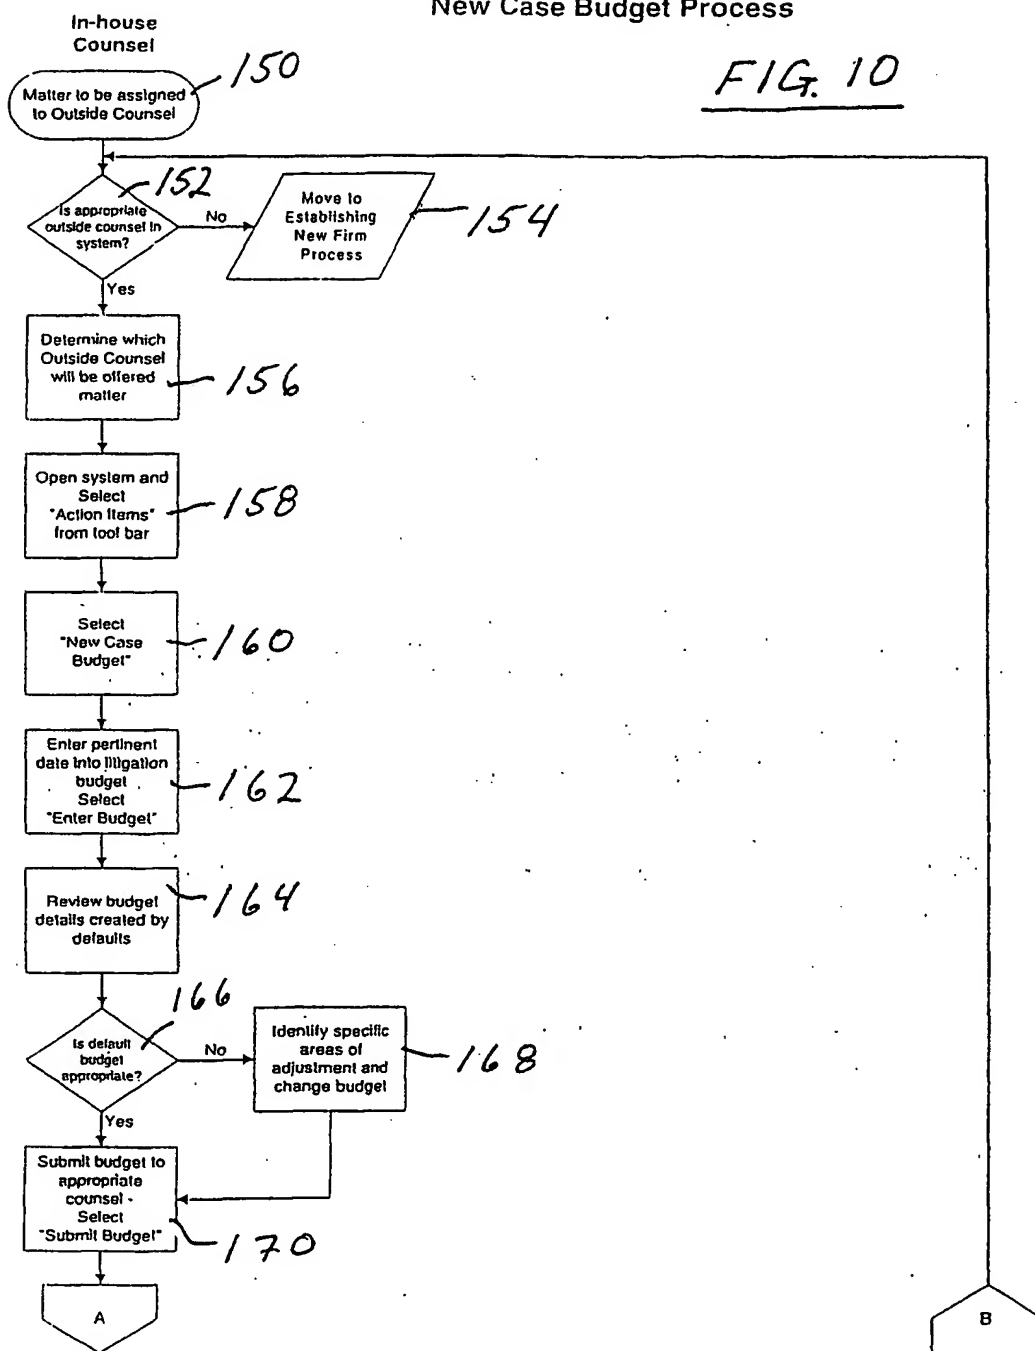 New Case Budget Process
In-house
Counsel
FIG. 10
Matter to be assigned
to Outside Counsel
150
Is appropriate
outside counsel in
system?
152
No
Move to
Establishing
New Firm
Process
154
Yes
Determine which
Outside Counsel
will be offered
matter
156
Open system and
Select
"Action Items"
from tool bar
158
Select
"New Case
Budget"
160
Enter pertinent
date into litigation
budget
Select
"Enter Budget"
162
Review budget
details created by
defaults
164
Is default
budget
appropriate?
166
No
Identify specific
areas of
adjustment and
change budget
168
Yes
Submit budget to
appropriate
counsel -
Select
"Submit Budget"
170
A
B